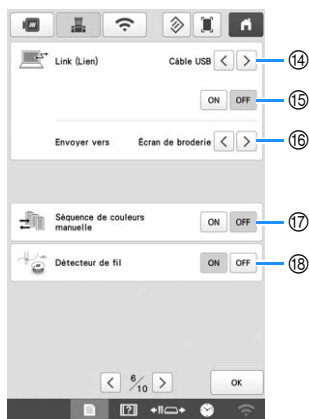 Link (Lien)
Câble USB
⑭
ON OFF
⑮
Envoyer vers
Écran de broderie
⑯
Séquence de couleurs
manuelle
ON OFF
⑰
Détecteur de fil
ON OFF
⑱
6/10
OK